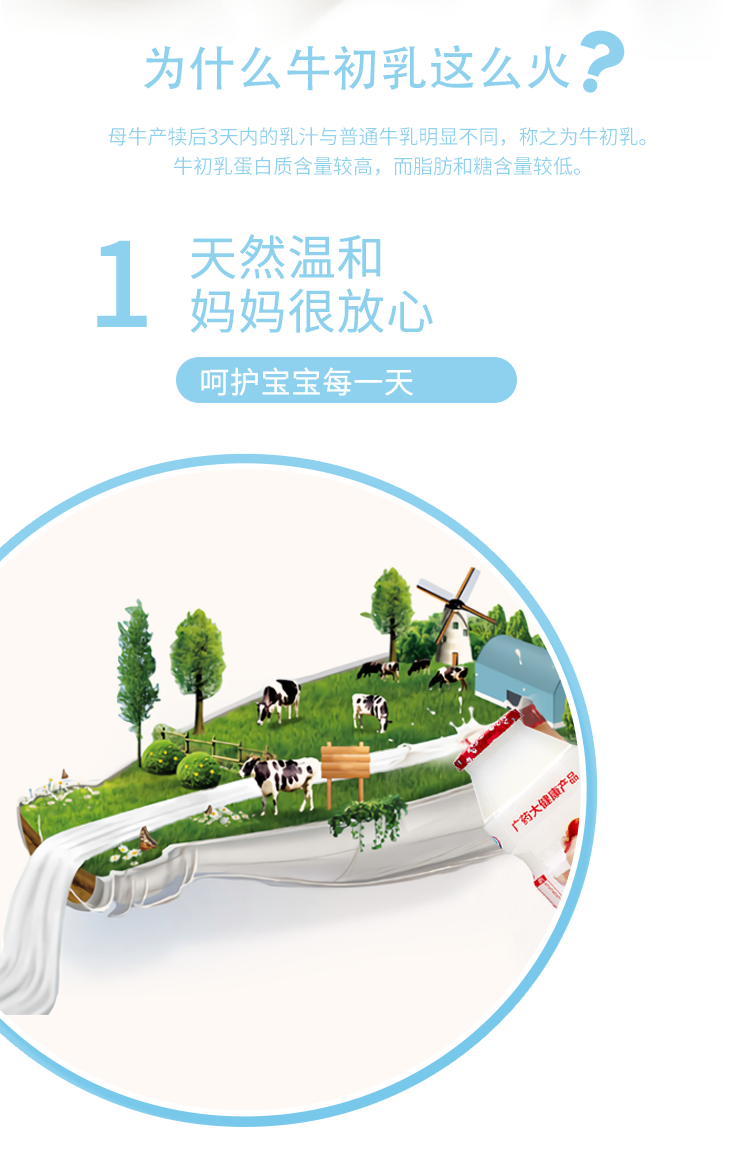 为什么牛初乳这么火?
母牛产犊后3天内的乳汁与普通牛乳明显不同，称之为牛初乳。
牛初乳蛋白质含量较高，而脂肪和糖含量较低。
1
天然温和
妈妈很放心
呵护宝宝每一天
广药大健康产品